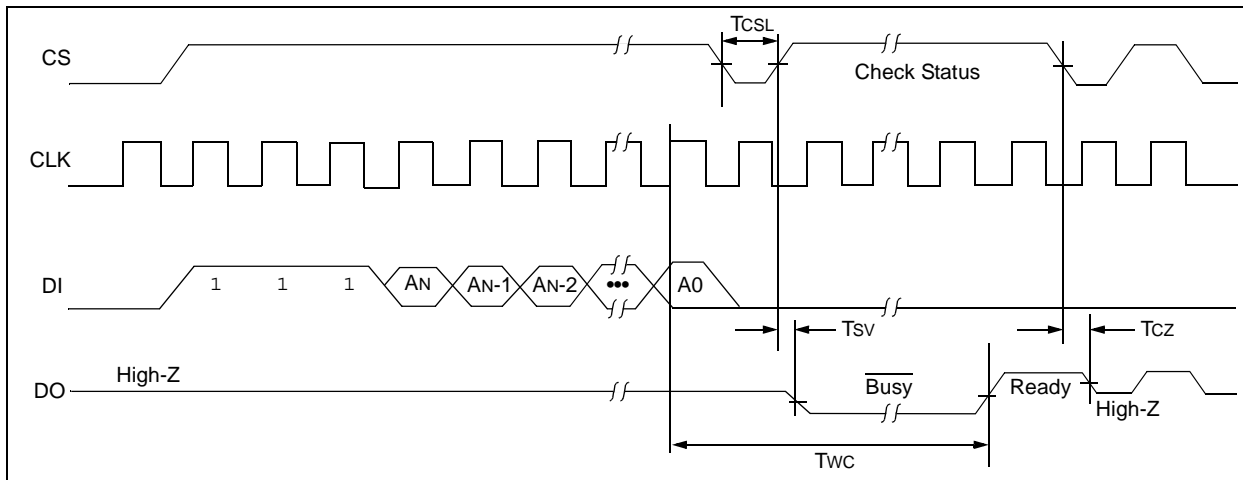 TCSL
CS
Check Status
CLK
DI
1 1 1 AN AN-1 AN-2 ••• A0
TSV
TCZ
High-Z
DO
Busy
Ready
High-Z
TWC